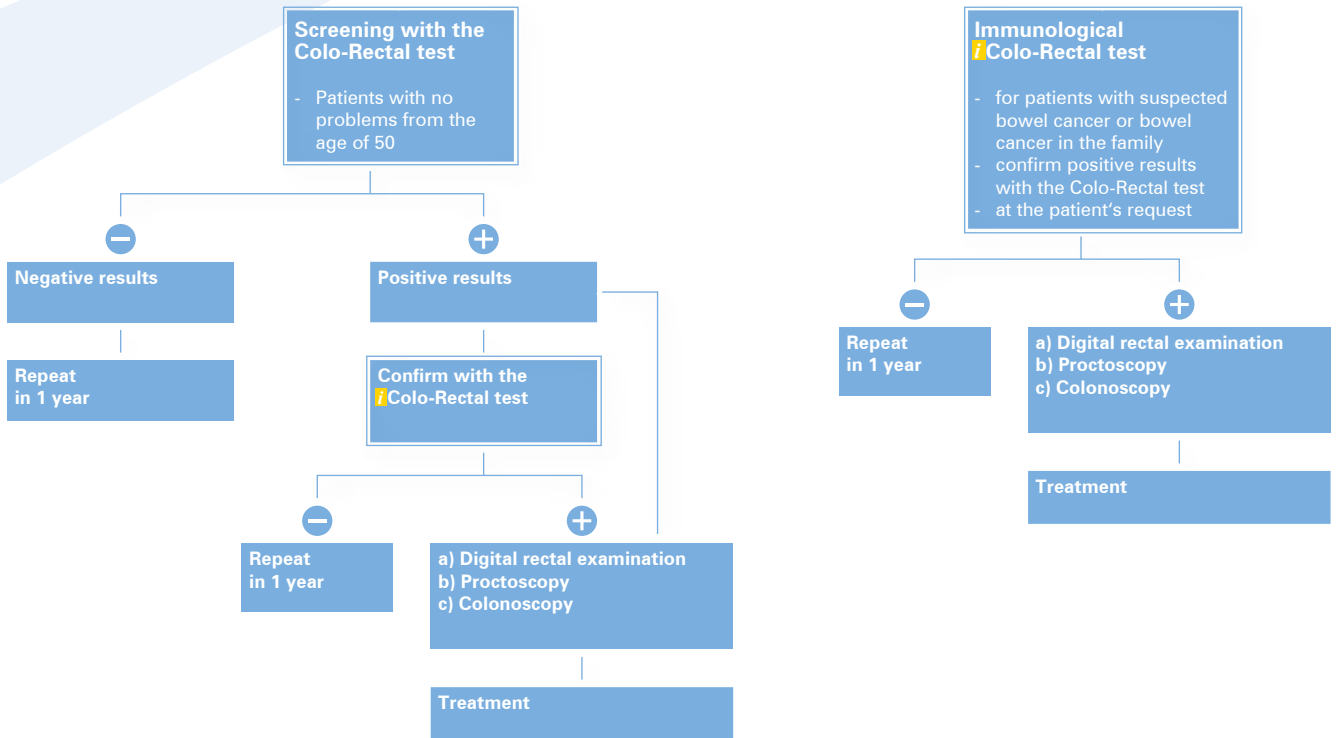 Screening with the
Colo-Rectal test
- Patients with no
problems from the
age of 50
Negative results
Repeat
in 1 year
Positive results
Confirm with the
i Colo-Rectal test
Repeat
in 1 year
a) Digital rectal examination
b) Proctoscopy
c) Colonoscopy
Treatment
Immunological
i Colo-Rectal test
- for patients with suspected
bowel cancer or bowel
cancer in the family
- confirm positive results
with the Colo-Rectal test
- at the patient‘s request
Repeat
in 1 year
a) Digital rectal examination
b) Proctoscopy
c) Colonoscopy
Treatment